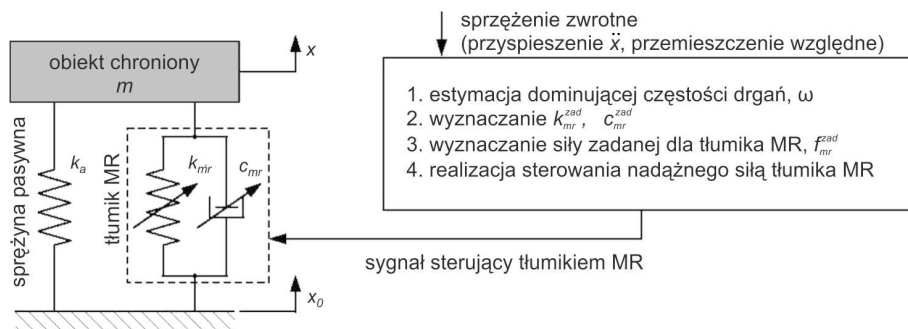 obiekt chroniony
m
x
sprężyna pasywna
k_a
tłumik MR
k_mr
c_mr
x_0
sprzężenie zwrotne
(przyspieszenie ẍ, przemieszczenie względne)
1. estymacja dominującej częstości drgań, ω
2. wyznaczanie k_mr^zad, c_mr^zad
3. wyznaczanie siły zadanej dla tłumika MR, f_mr^zad
4. realizacja sterowania nadążnego siłą tłumika MR
sygnał sterujący tłumikiem MR